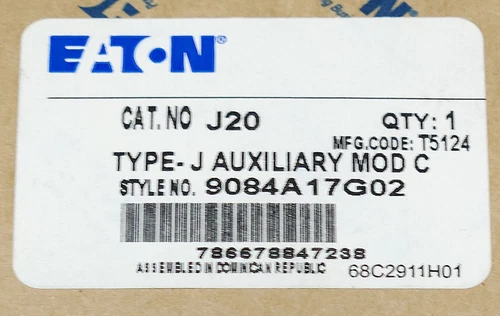 EATON®
CAT.NO J20 QTY: 1
MFG.CODE: T5124
TYPE- J AUXILIARY MOD C
STYLE NO. 9084A17G02
786678847238
ASSEMBLED IN DOMINICAN REPUBLIC 68C2911H01